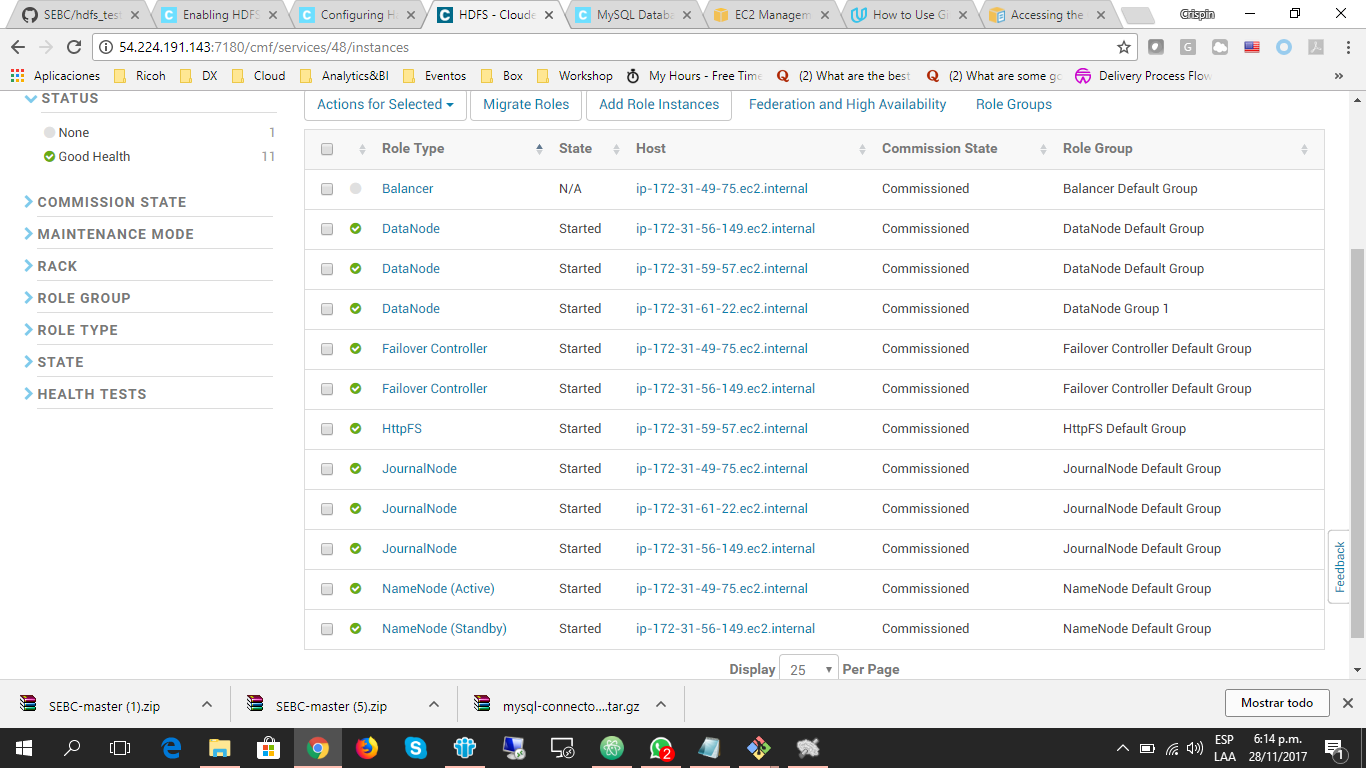 SEBC/hdfs_test
Enabling HDFS
Configuring H
HDFS - Cloude
MySQL Databa
EC2 Managem
How to Use G
Accessing the
Crispin
54.224.191.143:7180/cmf/services/48/instances
Aplicaciones Ricoh DX Cloud Analytics&BI Eventos Box Workshop My Hours - Free Time (2) What are the best (2) What are some go Delivery Process Flow »
STATUS
None 1
Good Health 11
COMMISSION STATE
MAINTENANCE MODE
RACK
ROLE GROUP
ROLE TYPE
STATE
HEALTH TESTS
Actions for Selected Migrate Roles Add Role Instances Federation and High Availability Role Groups
Role Type State Host Commission State Role Group
Balancer N/A ip-172-31-49-75.ec2.internal Commissioned Balancer Default Group
DataNode Started ip-172-31-56-149.ec2.internal Commissioned DataNode Default Group
DataNode Started ip-172-31-59-57.ec2.internal Commissioned DataNode Default Group
DataNode Started ip-172-31-61-22.ec2.internal Commissioned DataNode Group 1
Failover Controller Started ip-172-31-49-75.ec2.internal Commissioned Failover Controller Default Group
Failover Controller Started ip-172-31-56-149.ec2.internal Commissioned Failover Controller Default Group
HttpFS Started ip-172-31-59-57.ec2.internal Commissioned HttpFS Default Group
JournalNode Started ip-172-31-49-75.ec2.internal Commissioned JournalNode Default Group
JournalNode Started ip-172-31-61-22.ec2.internal Commissioned JournalNode Default Group
JournalNode Started ip-172-31-56-149.ec2.internal Commissioned JournalNode Default Group
NameNode (Active) Started ip-172-31-49-75.ec2.internal Commissioned NameNode Default Group
NameNode (Standby) Started ip-172-31-56-149.ec2.internal Commissioned NameNode Default Group
Display 25 Per Page
Feedback
SEBC-master (1).zip
SEBC-master (5).zip
mysql-connecto....tar.gz
Mostrar todo
2
ESP
LAA
6:14 p.m.
28/11/2017
1